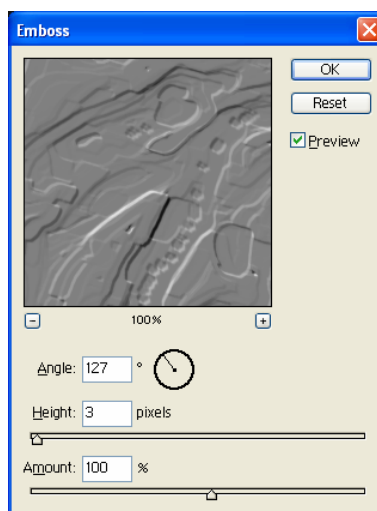 Emboss
OK
Reset
Preview
100%
Angle: 127 °
Height: 3 pixels
Amount: 100 %